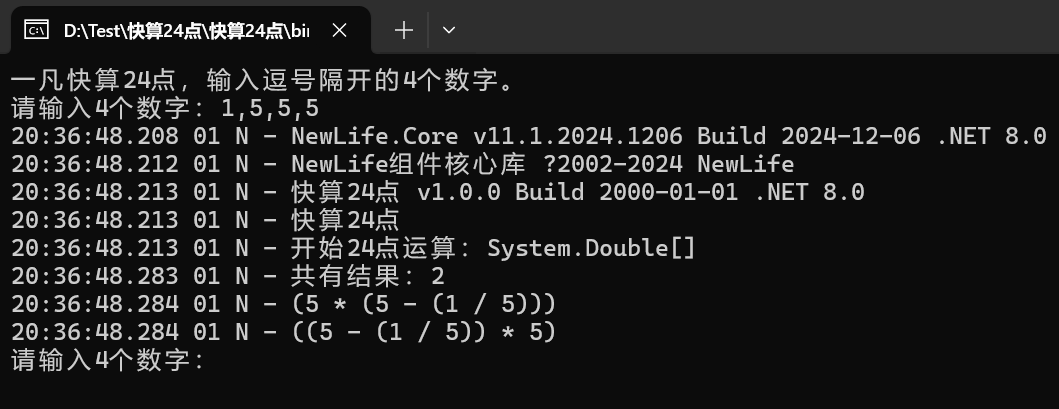 D:\Test\快算24点\快算24点\bin
一凡快算24点，输入逗号隔开的4个数字。
请输入4个数字：1,5,5,5
20:36:48.208 01 N - NewLife.Core v11.1.2024.1206 Build 2024-12-06 .NET 8.0
20:36:48.212 01 N - NewLife组件核心库 ?2002-2024 NewLife
20:36:48.213 01 N - 快算24点 v1.0.0 Build 2000-01-01 .NET 8.0
20:36:48.213 01 N - 快算24点
20:36:48.213 01 N - 开始24点运算：System.Double[]
20:36:48.283 01 N - 共有结果：2
20:36:48.284 01 N - (5 * (5 - (1 / 5)))
20:36:48.284 01 N - ((5 - (1 / 5)) * 5)
请输入4个数字：